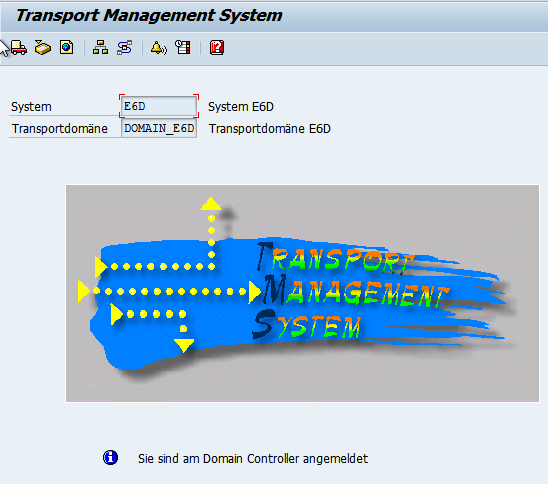 Transport Management System
System E6D System E6D
Transportdomäne DOMAIN_E6D Transportdomäne E6D
TRANSPORT
MANAGEMENT
SYSTEM
Sie sind am Domain Controller angemeldet